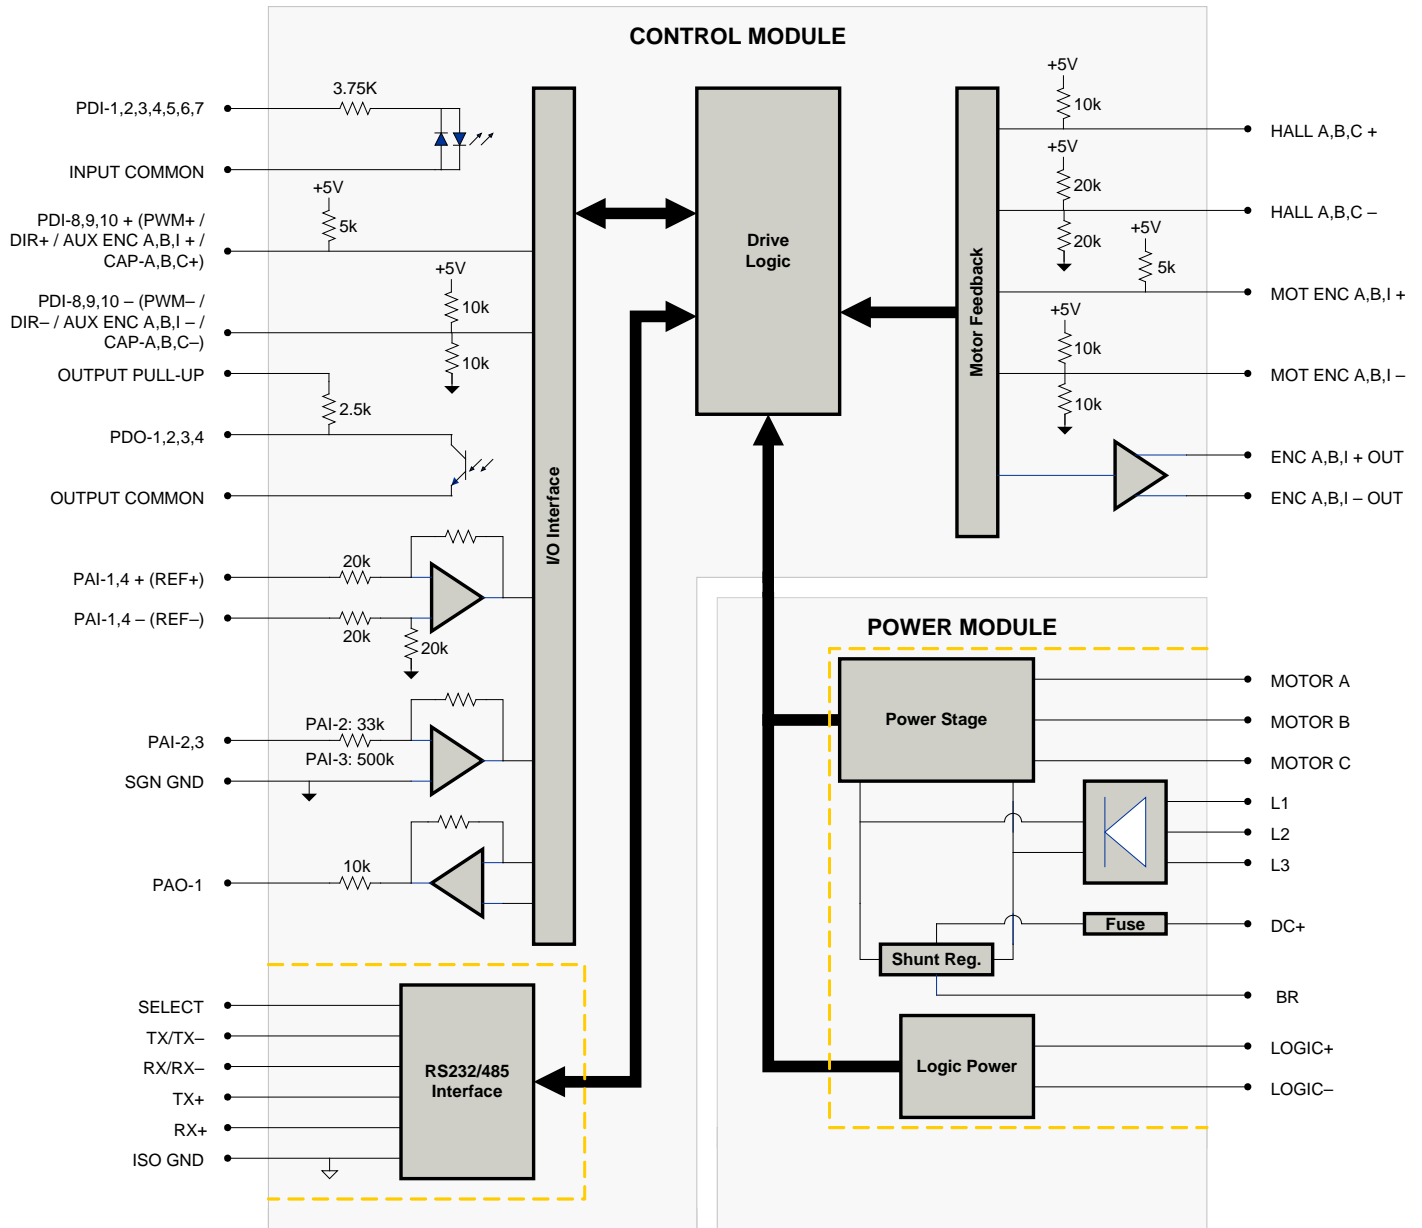 CONTROL MODULE
PDI-1,2,3,4,5,6,7
3.75K
INPUT COMMON
+5V
5k
PDI-8,9,10 + (PWM+ /
DIR+ / AUX ENC A,B,I + /
CAP-A,B,C+)
+5V
10k
10k
PDI-8,9,10 – (PWM– /
DIR– / AUX ENC A,B,I – /
CAP-A,B,C–)
OUTPUT PULL-UP
2.5k
PDO-1,2,3,4
OUTPUT COMMON
PAI-1,4 + (REF+)
20k
PAI-1,4 – (REF–)
20k
20k
PAI-2: 33k
PAI-2,3
PAI-3: 500k
SGN GND
10k
PAO-1
I/O Interface
Drive
Logic
Motor Feedback
+5V
10k
HALL A,B,C +
+5V
20k
HALL A,B,C –
20k
+5V
5k
MOT ENC A,B,I +
+5V
10k
MOT ENC A,B,I –
10k
ENC A,B,I + OUT
ENC A,B,I – OUT
SELECT
TX/TX–
RX/RX–
TX+
RX+
ISO GND
RS232/485
Interface
POWER MODULE
Power Stage
MOTOR A
MOTOR B
MOTOR C
L1
L2
L3
Fuse
DC+
Shunt Reg.
BR
Logic Power
LOGIC+
LOGIC–